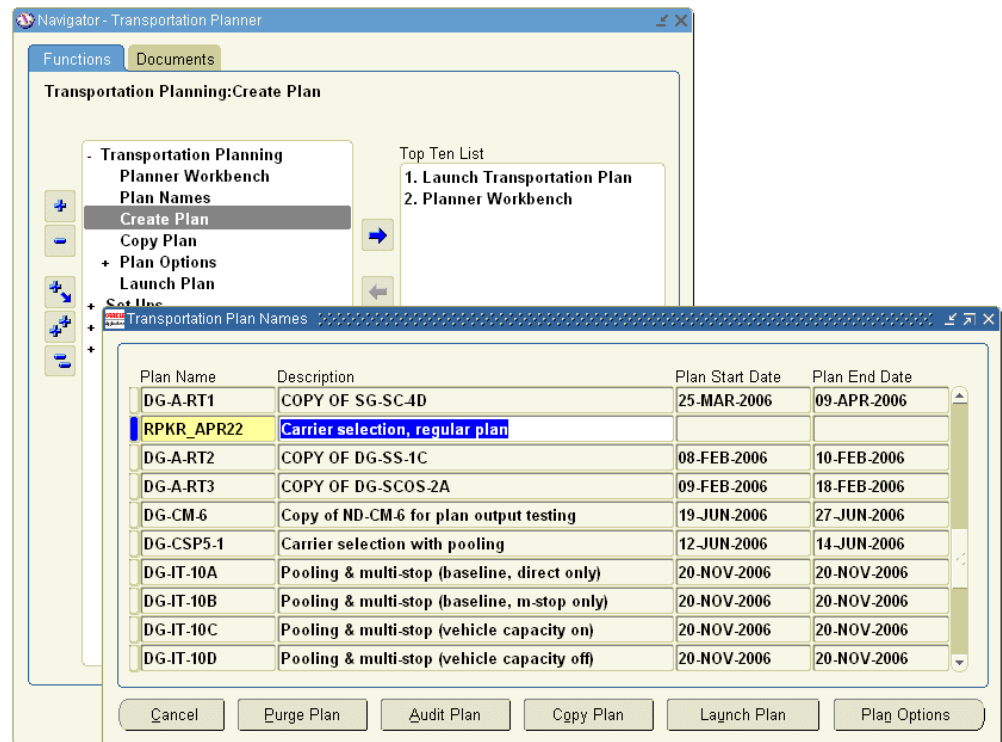 Navigator - Transportation Planner
Functions Documents
Transportation Planning:Create Plan
- Transportation Planning
Planner Workbench
Plan Names
Create Plan
Copy Plan
+ Plan Options
Launch Plan
+ Set Ups
+
+
Top Ten List
1. Launch Transportation Plan
2. Planner Workbench
Transportation Plan Names
Plan Name Description Plan Start Date Plan End Date
DG-A-RT1 COPY OF SG-SC-4D 25-MAR-2006 09-APR-2006
RPKR_APR22 Carrier selection, regular plan
DG-A-RT2 COPY OF DG-SS-1C 08-FEB-2006 10-FEB-2006
DG-A-RT3 COPY OF DG-SCOS-2A 09-FEB-2006 18-FEB-2006
DG-CM-6 Copy of ND-CM-6 for plan output testing 19-JUN-2006 27-JUN-2006
DG-CSP5-1 Carrier selection with pooling 12-JUN-2006 14-JUN-2006
DG-IT-10A Pooling & multi-stop (baseline, direct only) 20-NOV-2006 20-NOV-2006
DG-IT-10B Pooling & multi-stop (baseline, m-stop only) 20-NOV-2006 20-NOV-2006
DG-IT-10C Pooling & multi-stop (vehicle capacity on) 20-NOV-2006 20-NOV-2006
DG-IT-10D Pooling & multi-stop (vehicle capacity off) 20-NOV-2006 20-NOV-2006
Cancel Purge Plan Audit Plan Copy Plan Launch Plan Plan Options